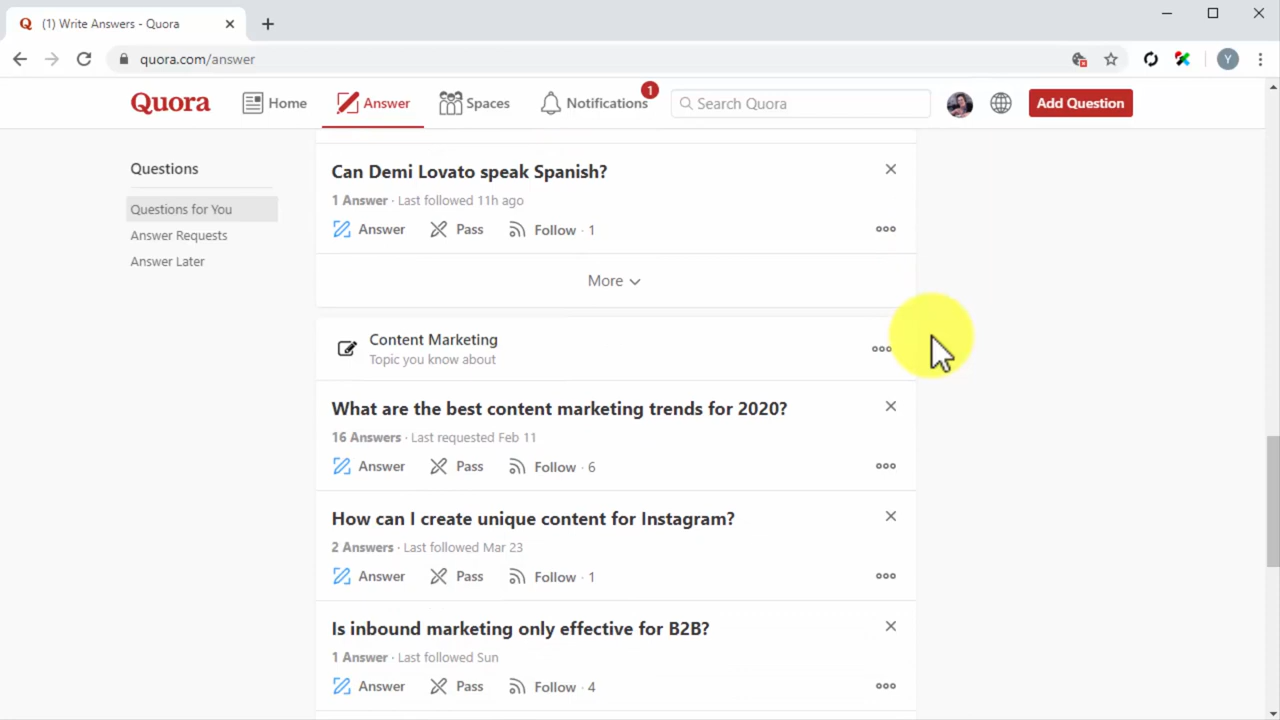 (1) Write Answers - Quora
quora.com/answer
Y
Quora
Home
Answer
Spaces
Notifications
1
Search Quora
Add Question
Questions
Questions for You
Answer Requests
Answer Later
Can Demi Lovato speak Spanish?
1 Answer · Last followed 11h ago
Answer Pass Follow · 1
More
Content Marketing
Topic you know about
What are the best content marketing trends for 2020?
16 Answers · Last requested Feb 11
Answer Pass Follow · 6
How can I create unique content for Instagram?
2 Answers · Last followed Mar 23
Answer Pass Follow · 1
Is inbound marketing only effective for B2B?
1 Answer · Last followed Sun
Answer Pass Follow · 4